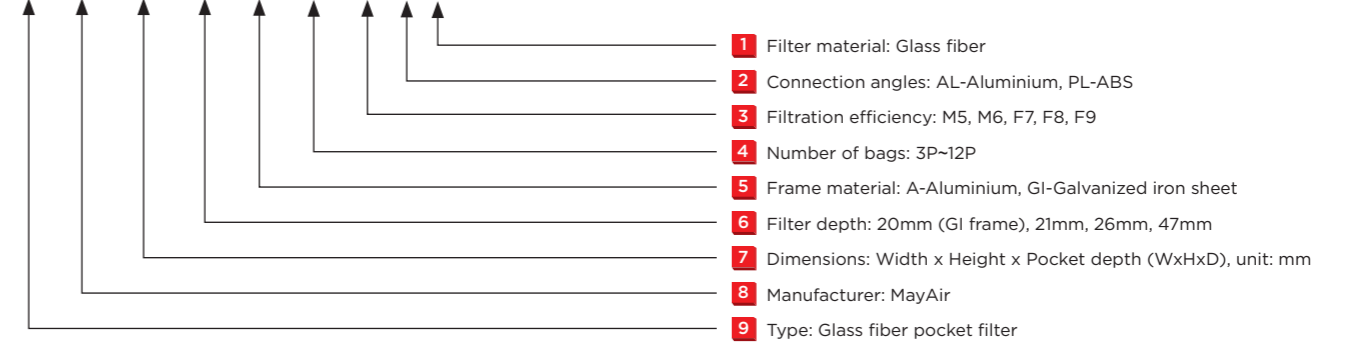 1 Filter material: Glass fiber
2 Connection angles: AL-Aluminium, PL-ABS
3 Filtration efficiency: M5, M6, F7, F8, F9
4 Number of bags: 3P~12P
5 Frame material: A-Aluminium, GI-Galvanized iron sheet
6 Filter depth: 20mm (GI frame), 21mm, 26mm, 47mm
7 Dimensions: Width x Height x Pocket depth (WxHxD), unit: mm
8 Manufacturer: MayAir
9 Type: Glass fiber pocket filter